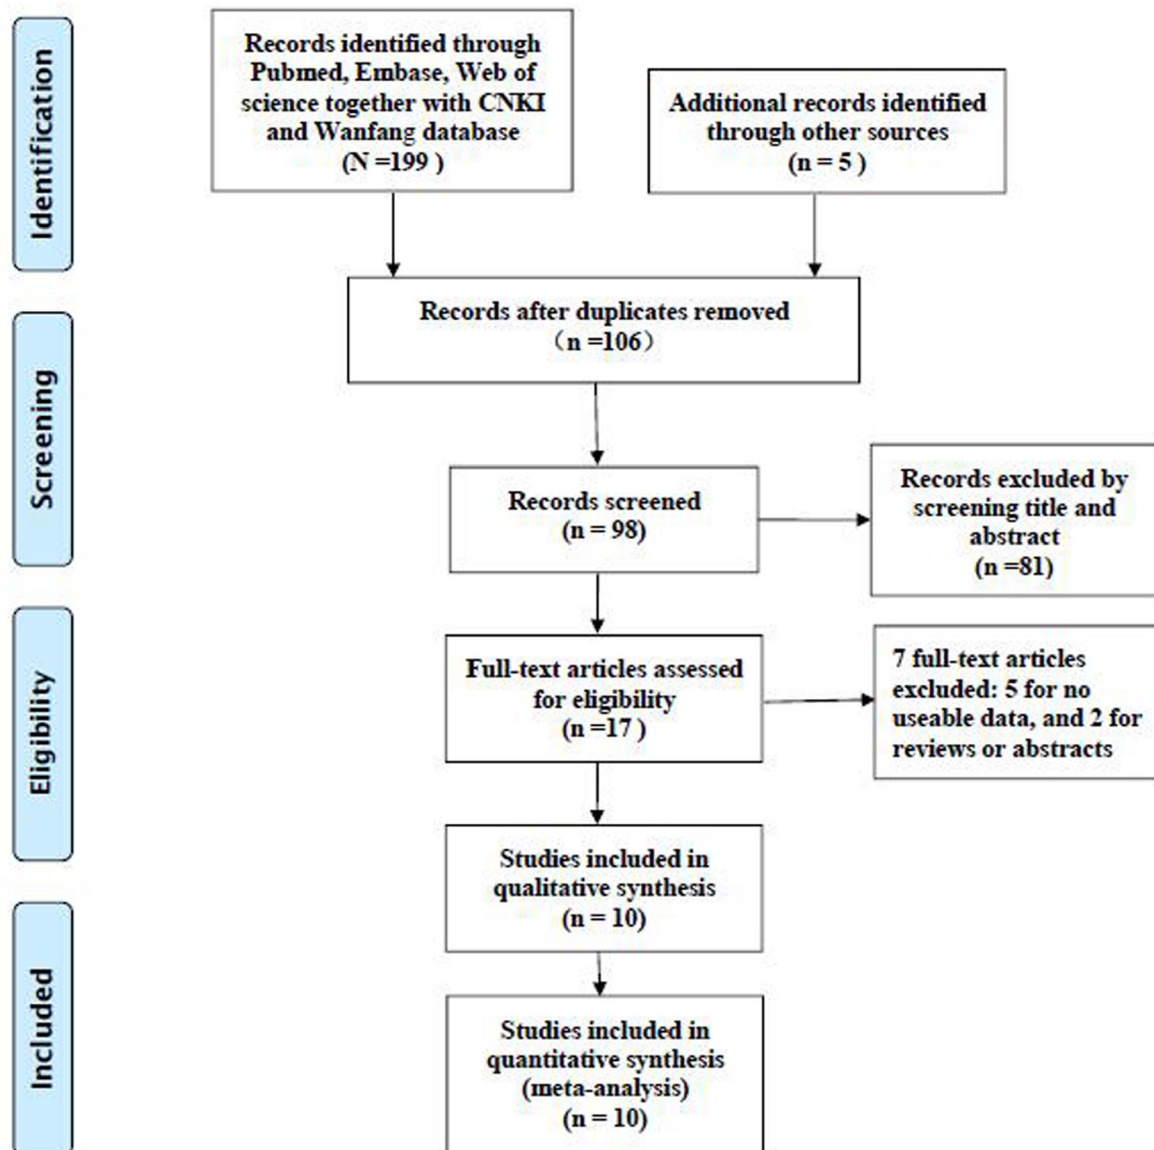 Identification
Records identified through
Pubmed, Embase, Web of
science together with CNKI
and Wanfang database
(N =199 )
Additional records identified
through other sources
(n = 5 )
Records after duplicates removed
（n =106）
Screening
Records screened
(n = 98)
Records excluded by
screening title and
abstract
(n =81)
Eligibility
Full-text articles assessed
for eligibility
(n =17 )
7 full-text articles
excluded: 5 for no
useable data, and 2 for
reviews or abstracts
Studies included in
qualitative synthesis
(n = 10)
Included
Studies included in
quantitative synthesis
(meta-analysis)
(n = 10)